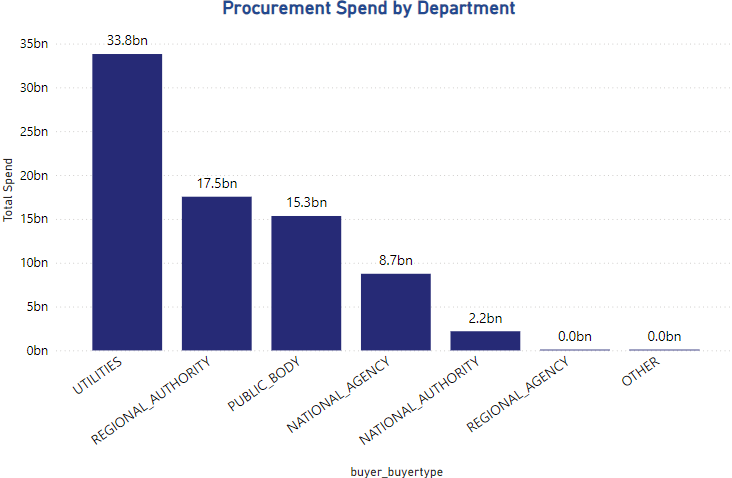 Procurement Spend by Department
Total Spend
35bn
30bn
25bn
20bn
15bn
10bn
5bn
0bn
33.8bn
17.5bn
15.3bn
8.7bn
2.2bn
0.0bn
0.0bn
UTILITIES
REGIONAL_AUTHORITY
PUBLIC_BODY
NATIONAL_AGENCY
NATIONAL_AUTHORITY
REGIONAL_AGENCY
OTHER
buyer_buyertype